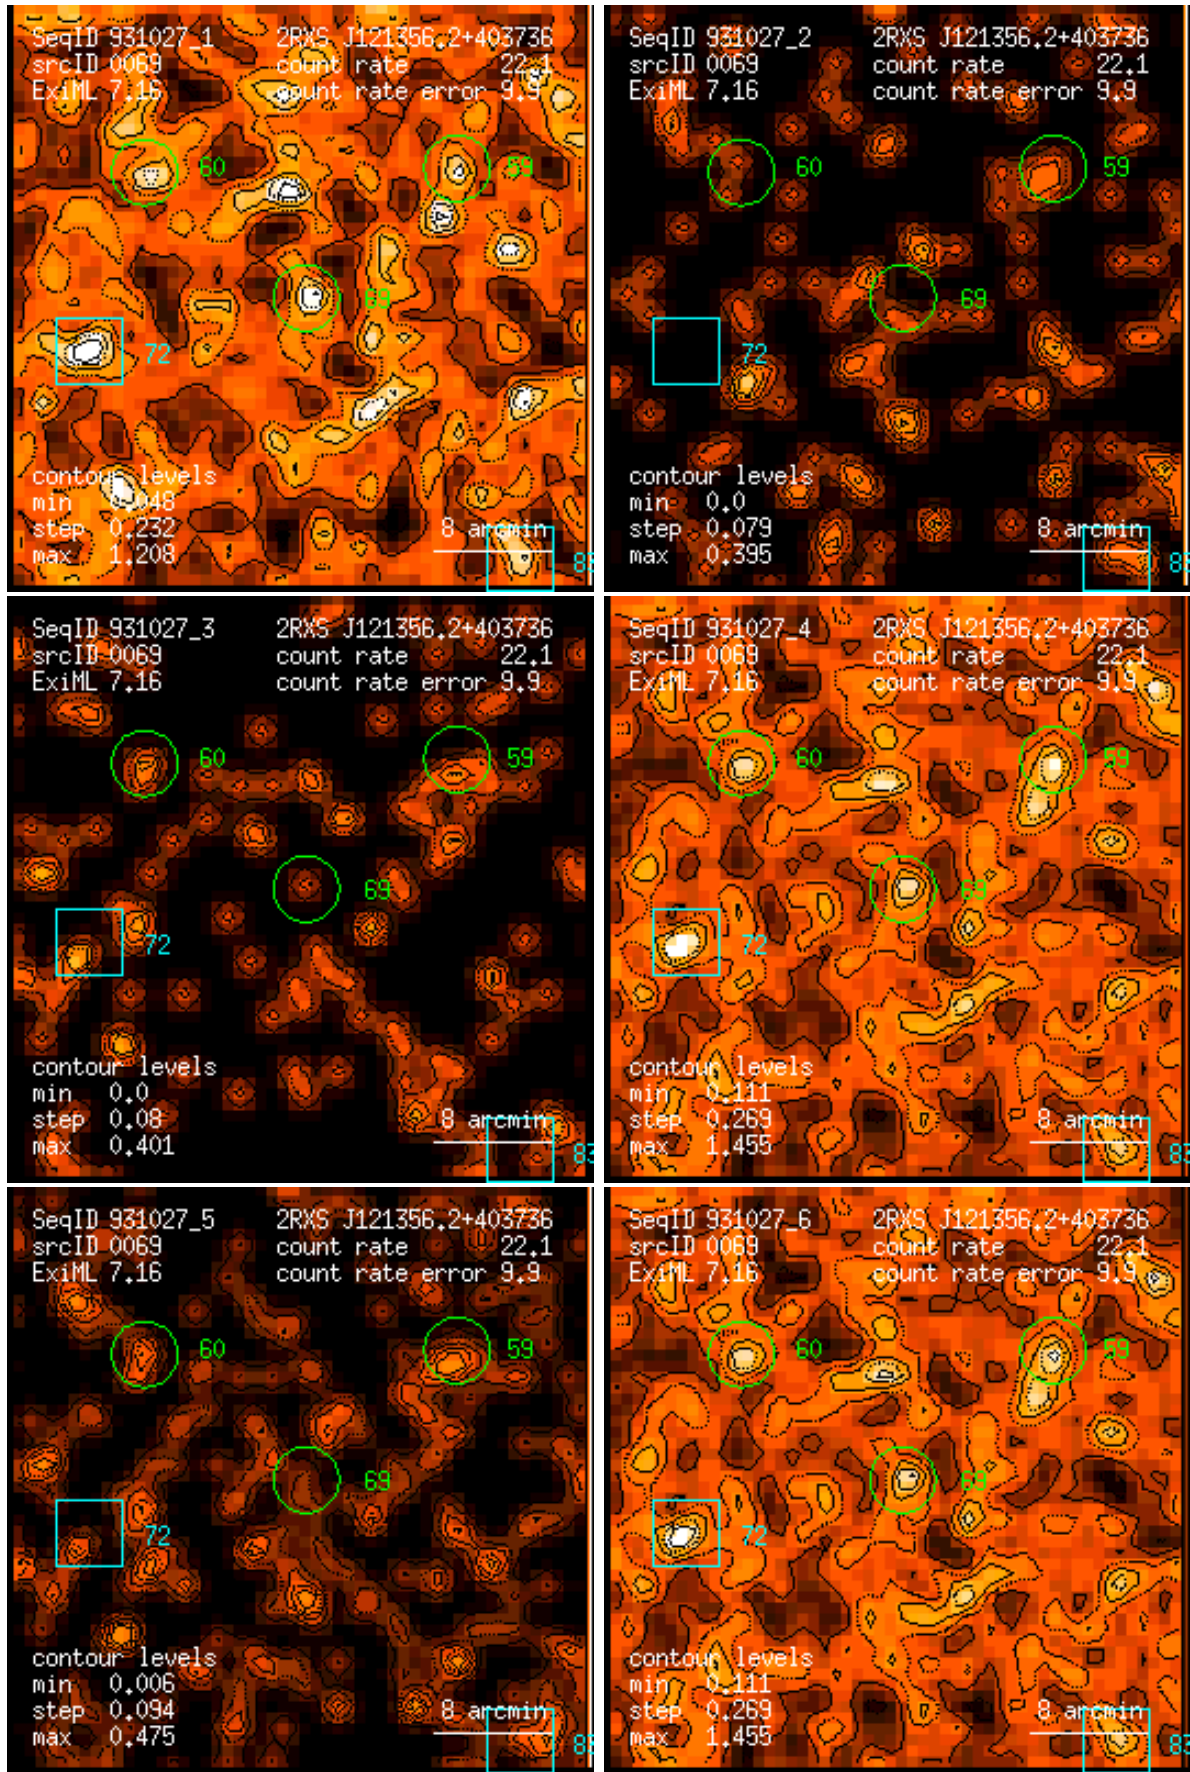 SeqID 931027_1 2RXS J121356.2+403736
srcID 0069 count rate 22.1
ExiML 7.16 count rate error 9.9
60
59
69
72
contour levels
min 0.048
step 0.232 8 arcmin
max 1.208 83
SeqID 931027_2 2RXS J121356.2+403736
srcID 0069 count rate 22.1
ExiML 7.16 count rate error 9.9
60
59
69
72
contour levels
min 0.0
step 0.079 8 arcmin
max 0.395 83
SeqID 931027_3 2RXS J121356.2+403736
srcID 0069 count rate 22.1
ExiML 7.16 count rate error 9.9
60
59
69
72
contour levels
min 0.0
step 0.08 8 arcmin
max 0.401 83
SeqID 931027_4 2RXS J121356.2+403736
srcID 0069 count rate 22.1
ExiML 7.16 count rate error 9.9
60
59
69
72
contour levels
min 0.111
step 0.269 8 arcmin
max 1.455 83
SeqID 931027_5 2RXS J121356.2+403736
srcID 0069 count rate 22.1
ExiML 7.16 count rate error 9.9
60
59
69
72
contour levels
min 0.006
step 0.094 8 arcmin
max 0.475 83
SeqID 931027_6 2RXS J121356.2+403736
srcID 0069 count rate 22.1
ExiML 7.16 count rate error 9.9
60
59
69
72
contour levels
min 0.111
step 0.269 8 arcmin
max 1.455 83